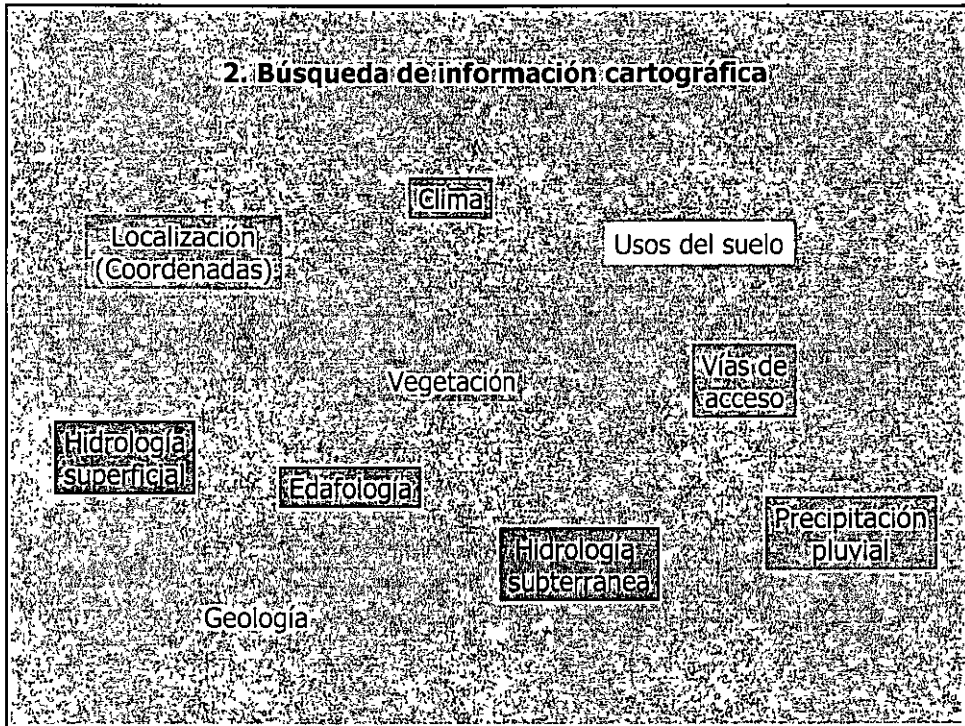 2. Búsqueda de información cartográfica
Clima
Localización
(Coordenadas)
Usos del suelo
Vegetación
Vías de
acceso
Hidrología
superficial
Edafología
Precipitación
pluvial
Hidrología
subterránea
Geología